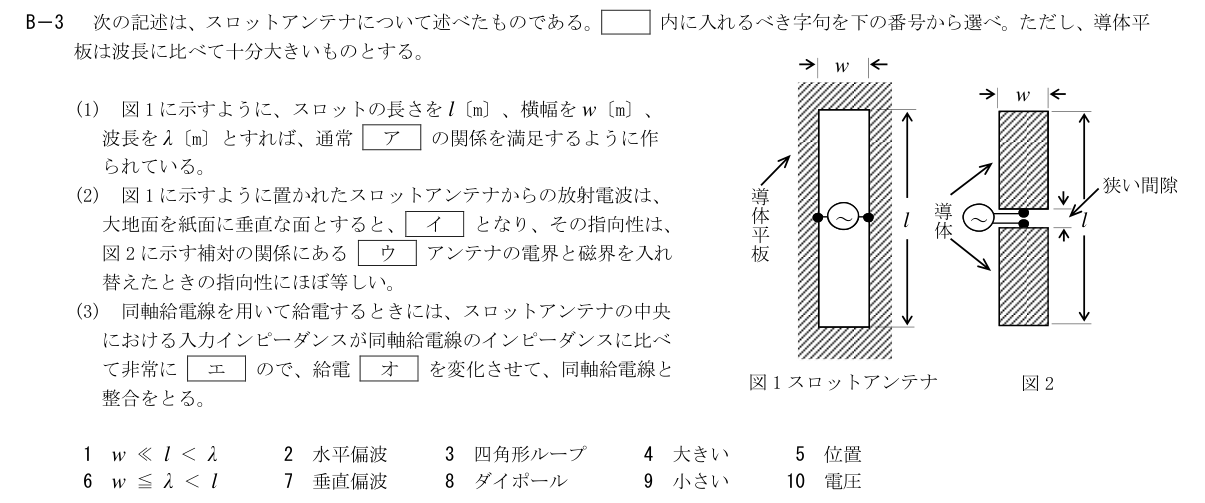 B-3 次の記述は、スロットアンテナについて述べたものである。 内に入れるべき字句を下の番号から選べ。ただし、導体平
板は波長に比べて十分大きいものとする。
(1) 図1に示すように、スロットの長さを l〔m〕、横幅を w〔m〕、
波長を λ〔m〕とすれば、通常 ア の関係を満足するように作
られている。
(2) 図1に示すように置かれたスロットアンテナからの放射電波は、
大地面を紙面に垂直な面とすると、 イ となり、その指向性は、
図2に示す補対の関係にある ウ アンテナの電界と磁界を入れ
替えたときの指向性にほぼ等しい。
(3) 同軸給電線を用いて給電するときには、スロットアンテナの中央
における入力インピーダンスが同軸給電線のインピーダンスに比べ
て非常に エ ので、給電 オ を変化させて、同軸給電線と
整合をとる。
w
導体平板
l
図1スロットアンテナ
w
導体
狭い間隙
l
図2
1 w ≪ l < λ 2 水平偏波 3 四角形ループ 4 大きい 5 位置
6 w ≦ λ < l 7 垂直偏波 8 ダイポール 9 小さい 10 電圧